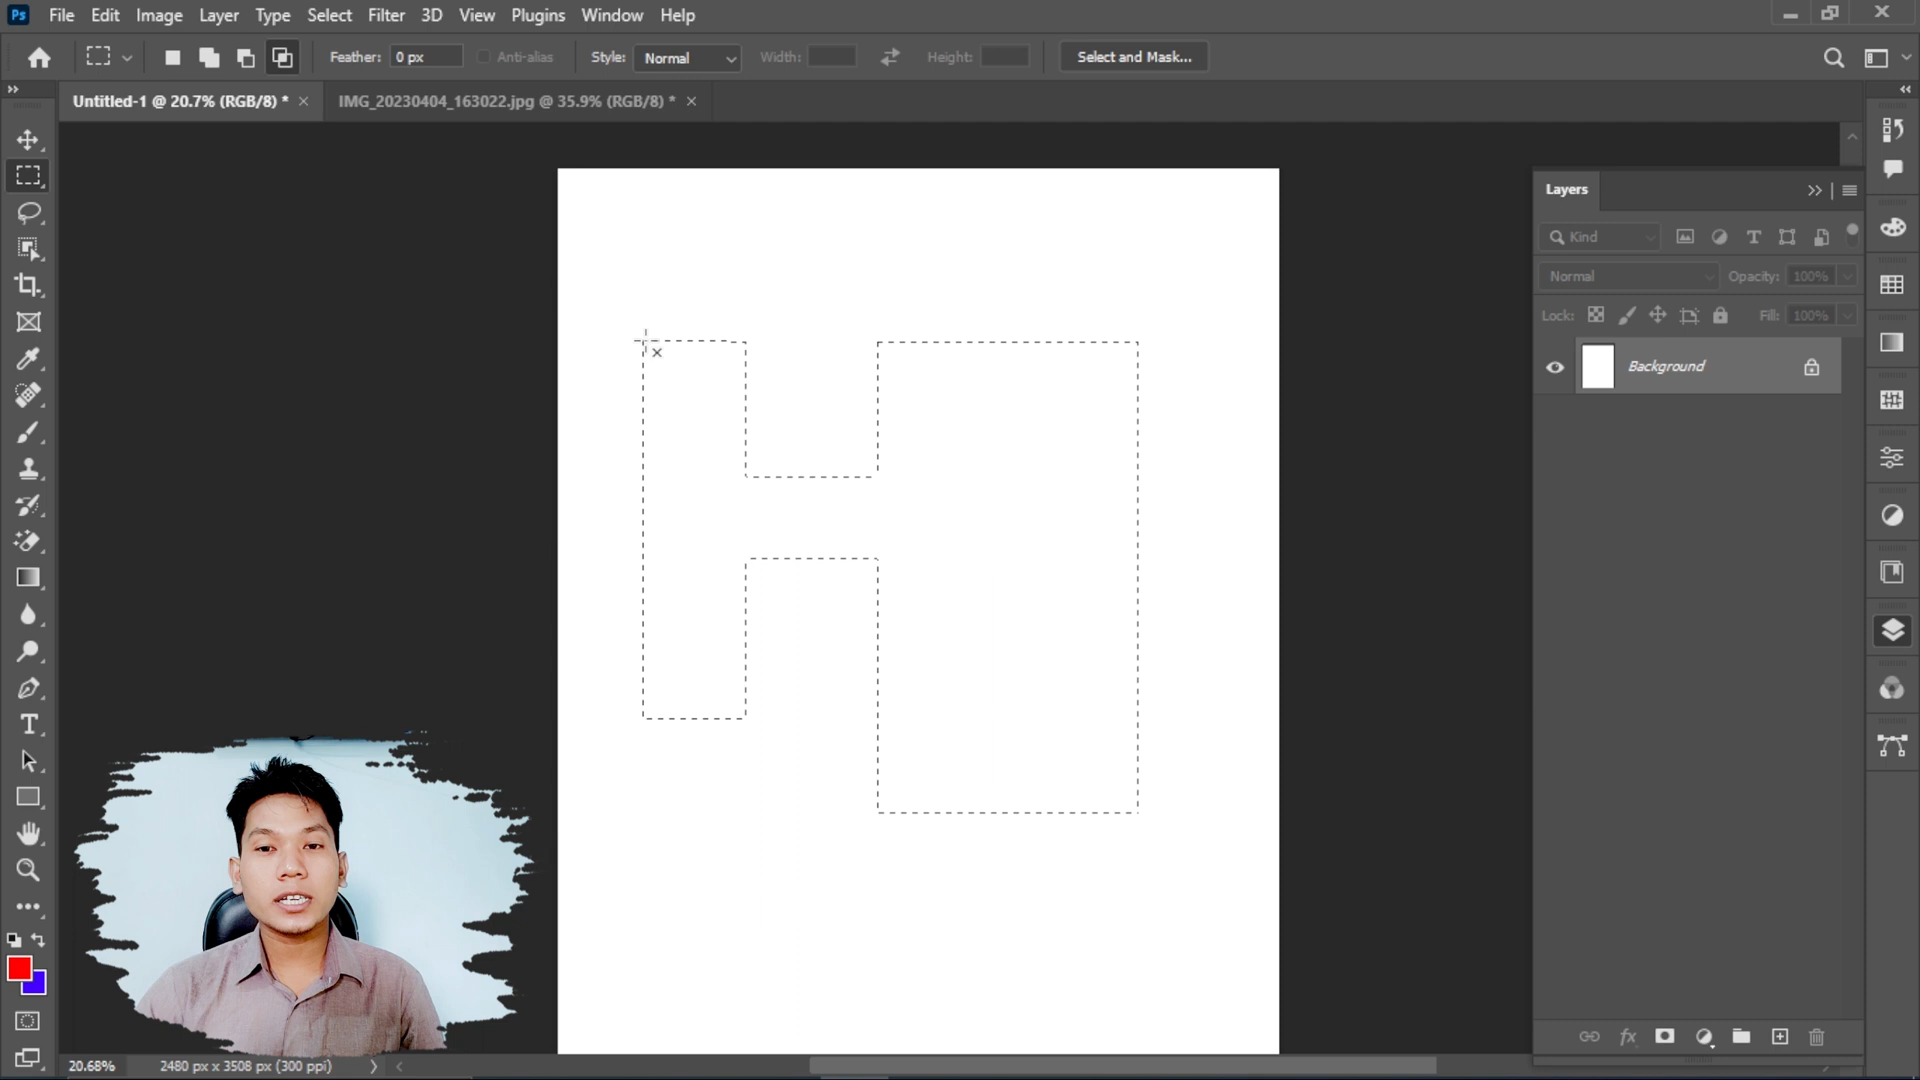 Ps File Edit Image Layer Type Select Filter 3D View Plugins Window Help
Feather: 0 px Anti-alias Style: Normal Width: Height: Select and Mask...
Untitled-1 @ 20.7% (RGB/8) * × IMG_20230404_163022.jpg @ 35.9% (RGB/8) * ×
Layers
Kind
Normal Opacity: 100%
Lock: Fill: 100%
Background
fx
20.68% 2480 px x 3508 px (300 ppi)